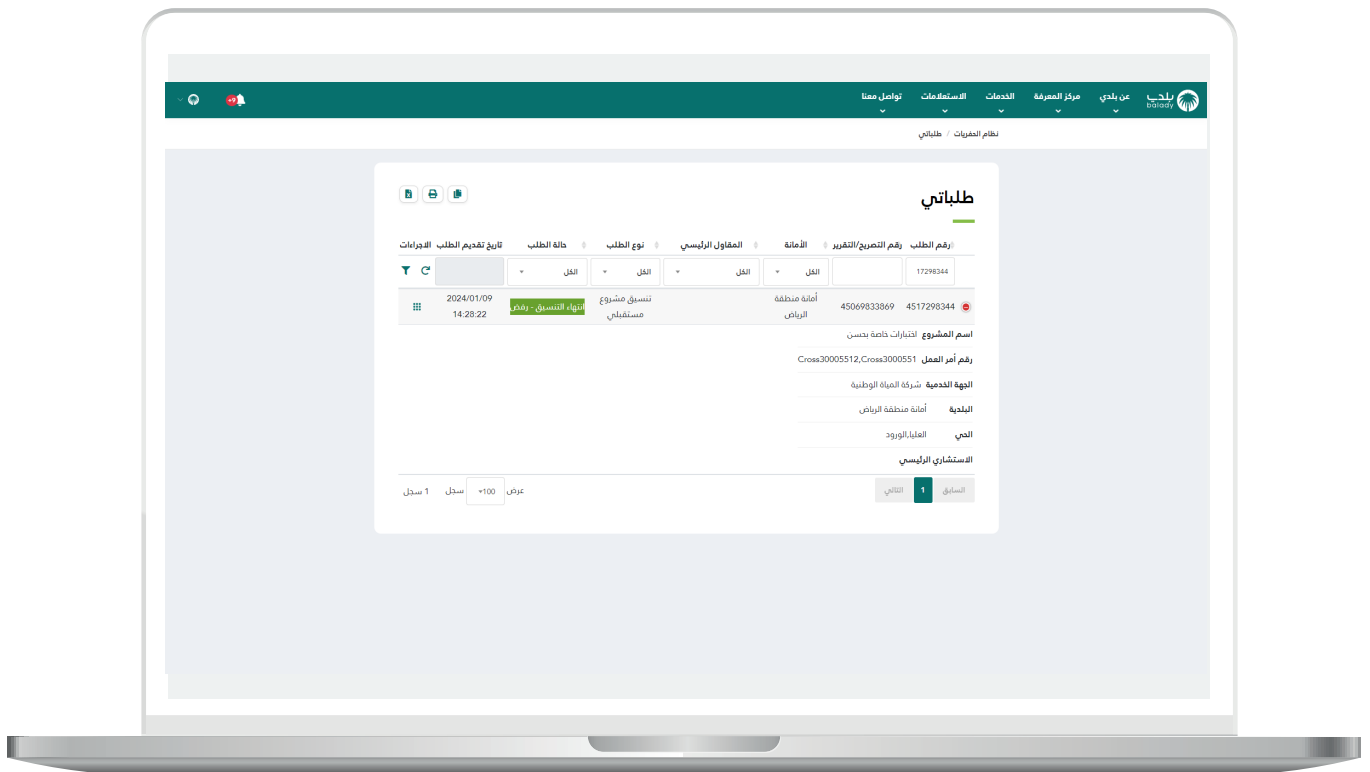 بلدي
balady
عن بلدي
مركز المعرفة
الخدمات
الاستعلامات
تواصل معنا
+9
نظام الحفريات / طلباتي
طلباتي
رقم الطلب رقم التصريح/التقرير الأمانة المقاول الرئيسي نوع الطلب حالة الطلب تاريخ تقديم الطلب الاجراءات
17298344 الكل الكل الكل الكل
4517298344 45069833869 أمانة منطقة الرياض تنسيق مشروع مستقبلي انتهاء التنسيق - رفض 2024/01/09 14:28:22
اسم المشروع اختبارات خاصة بحسن
رقم أمر العمل Cross30005512,Cross3000551
الجهة الخدمية شركة المياة الوطنية
البلدية أمانة منطقة الرياض
الحي العليا,الورود
الاستشاري الرئيسي
السابق 1 التالي
عرض 100 سجل 1 سجل